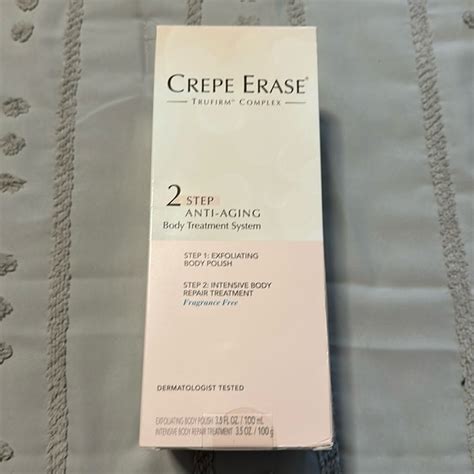 CREPE ERASE®
TRUFIRM™ COMPLEX
2 STEP
ANTI-AGING
Body Treatment System
STEP 1: EXFOLIATING
BODY POLISH
STEP 2: INTENSIVE BODY
REPAIR TREATMENT
Fragrance Free
DERMATOLOGIST TESTED
EXFOLIATING BODY POLISH 3.5 FL OZ. / 100 mL
INTENSIVE BODY REPAIR TREATMENT 3.5 OZ. / 100 g